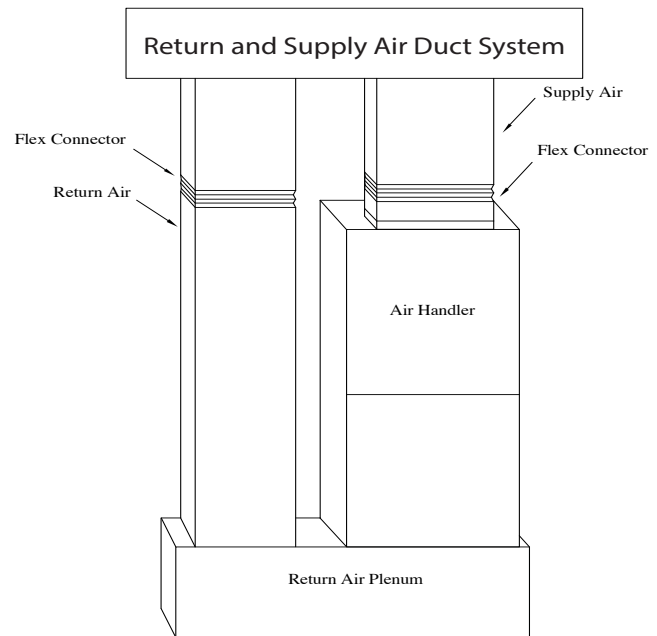 Return and Supply Air Duct System
Supply Air
Flex Connector
Flex Connector
Return Air
Air Handler
Return Air Plenum